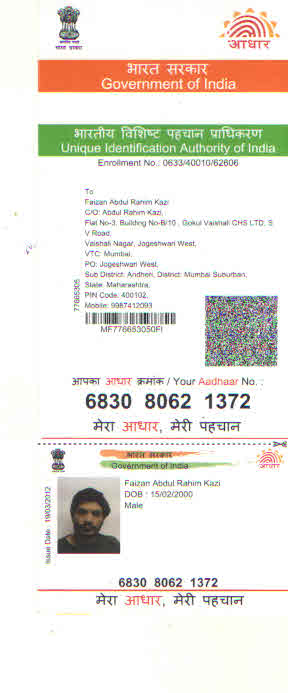 भारत सरकार
आधार
भारत सरकार
Government of India
भारतीय विशिष्ट पहचान प्राधिकरण
Unique Identification Authority of India
Enrollment No.: 0633/40010/62606
To
Faizan Abdul Rahim Kazi
C/O: Abdul Rahim Kazi,
Flat No-3, Building No-B/10 , Gokul Vaishali CHS LTD, S
V Road,
Vaishali Nagar, Jogeshwari West,
VTC: Mumbai,
PO: Jogeshwari West,
Sub District: Andheri, District: Mumbai Suburban,
State: Maharashtra,
PIN Code: 400102,
Mobile: 9987412093
77665305
MF776653050FI
आपका आधार क्रमांक / Your Aadhaar No. :
6830 8062 1372
मेरा आधार, मेरी पहचान
भारत सरकार
Government of India
आधार
Issue Date : 19/03/2012
Faizan Abdul Rahim Kazi
DOB : 15/02/2000
Male
6830 8062 1372
मेरा आधार, मेरी पहचान